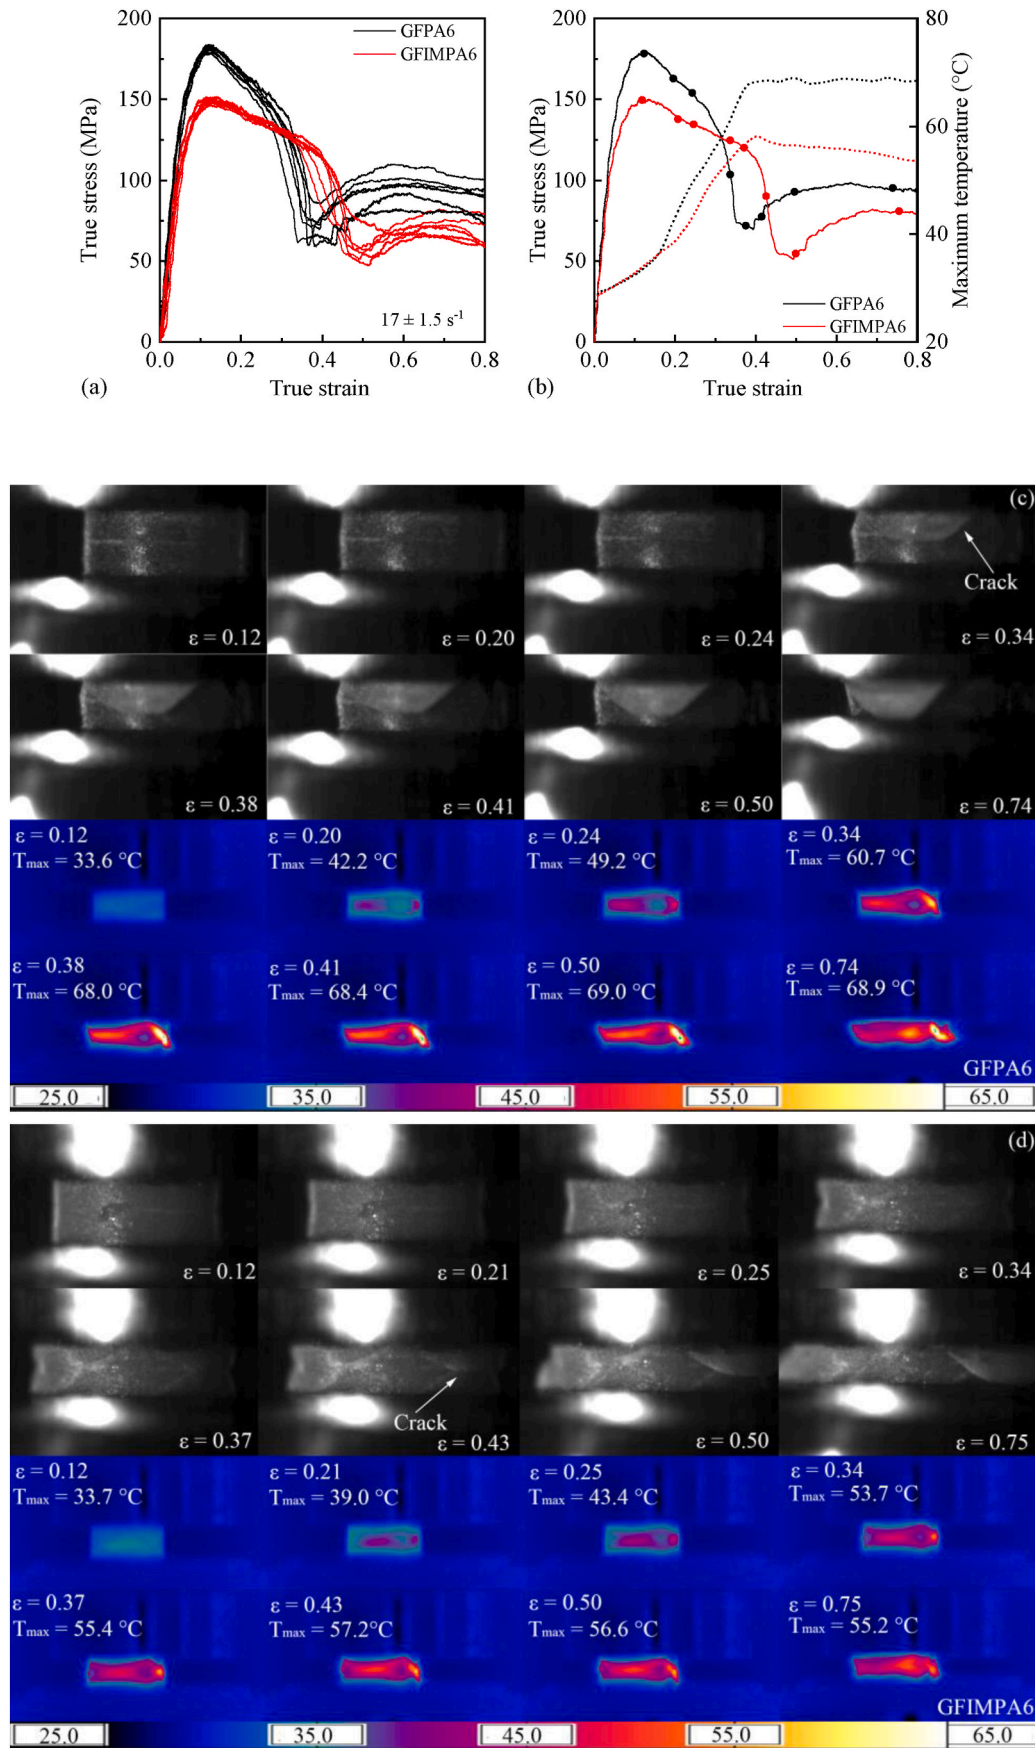 200
150
100
50
0
True stress (MPa)
GFPA6
GFIMPA6
17 ± 1.5 s⁻¹
0.0 0.2 0.4 0.6 0.8
(a) True strain
200
150
100
50
0
True stress (MPa)
80
60
40
20
Maximum temperature (°C)
GFPA6
GFIMPA6
0.0 0.2 0.4 0.6 0.8
(b) True strain
(c)
Crack
ε = 0.12 ε = 0.20 ε = 0.24 ε = 0.34
ε = 0.38 ε = 0.41 ε = 0.50 ε = 0.74
ε = 0.12 ε = 0.20 ε = 0.24 ε = 0.34
Tmax = 33.6 °C Tmax = 42.2 °C Tmax = 49.2 °C Tmax = 60.7 °C
ε = 0.38 ε = 0.41 ε = 0.50 ε = 0.74
Tmax = 68.0 °C Tmax = 68.4 °C Tmax = 69.0 °C Tmax = 68.9 °C
GFPA6
25.0 35.0 45.0 55.0 65.0
(d)
ε = 0.12 ε = 0.21 ε = 0.25 ε = 0.34
Crack
ε = 0.37 ε = 0.43 ε = 0.50 ε = 0.75
ε = 0.12 ε = 0.21 ε = 0.25 ε = 0.34
Tmax = 33.7 °C Tmax = 39.0 °C Tmax = 43.4 °C Tmax = 53.7 °C
ε = 0.37 ε = 0.43 ε = 0.50 ε = 0.75
Tmax = 55.4 °C Tmax = 57.2°C Tmax = 56.6 °C Tmax = 55.2 °C
GFIMPA6
25.0 35.0 45.0 55.0 65.0